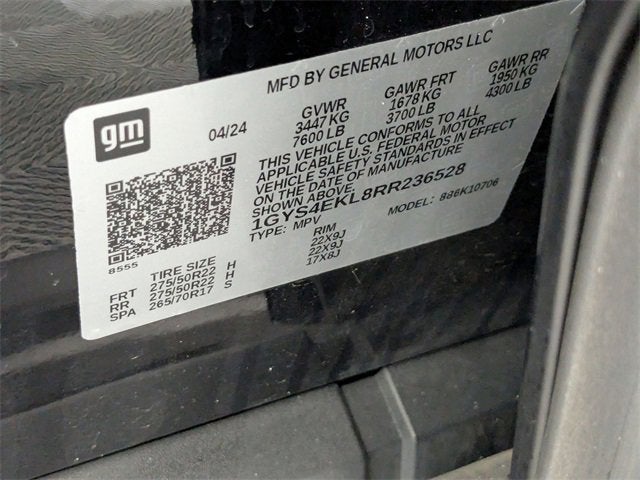 MFD BY GENERAL MOTORS LLC
gm
04/24
GVWR GAWR FRT GAWR RR
3447 KG 1678 KG 1950 KG
7600 LB 3700 LB 4300 LB
THIS VEHICLE CONFORMS TO ALL
APPLICABLE U.S. FEDERAL MOTOR
VEHICLE SAFETY STANDARDS IN EFFECT
ON THE DATE OF MANUFACTURE
SHOWN ABOVE.
1GYS4EKL8RR236528
TYPE: MPV MODEL: 886K10706
8555
TIRE SIZE RIM
FRT 275/50R22 H 22X9J
RR 275/50R22 H 22X9J
SPA 265/70R17 S 17X8J